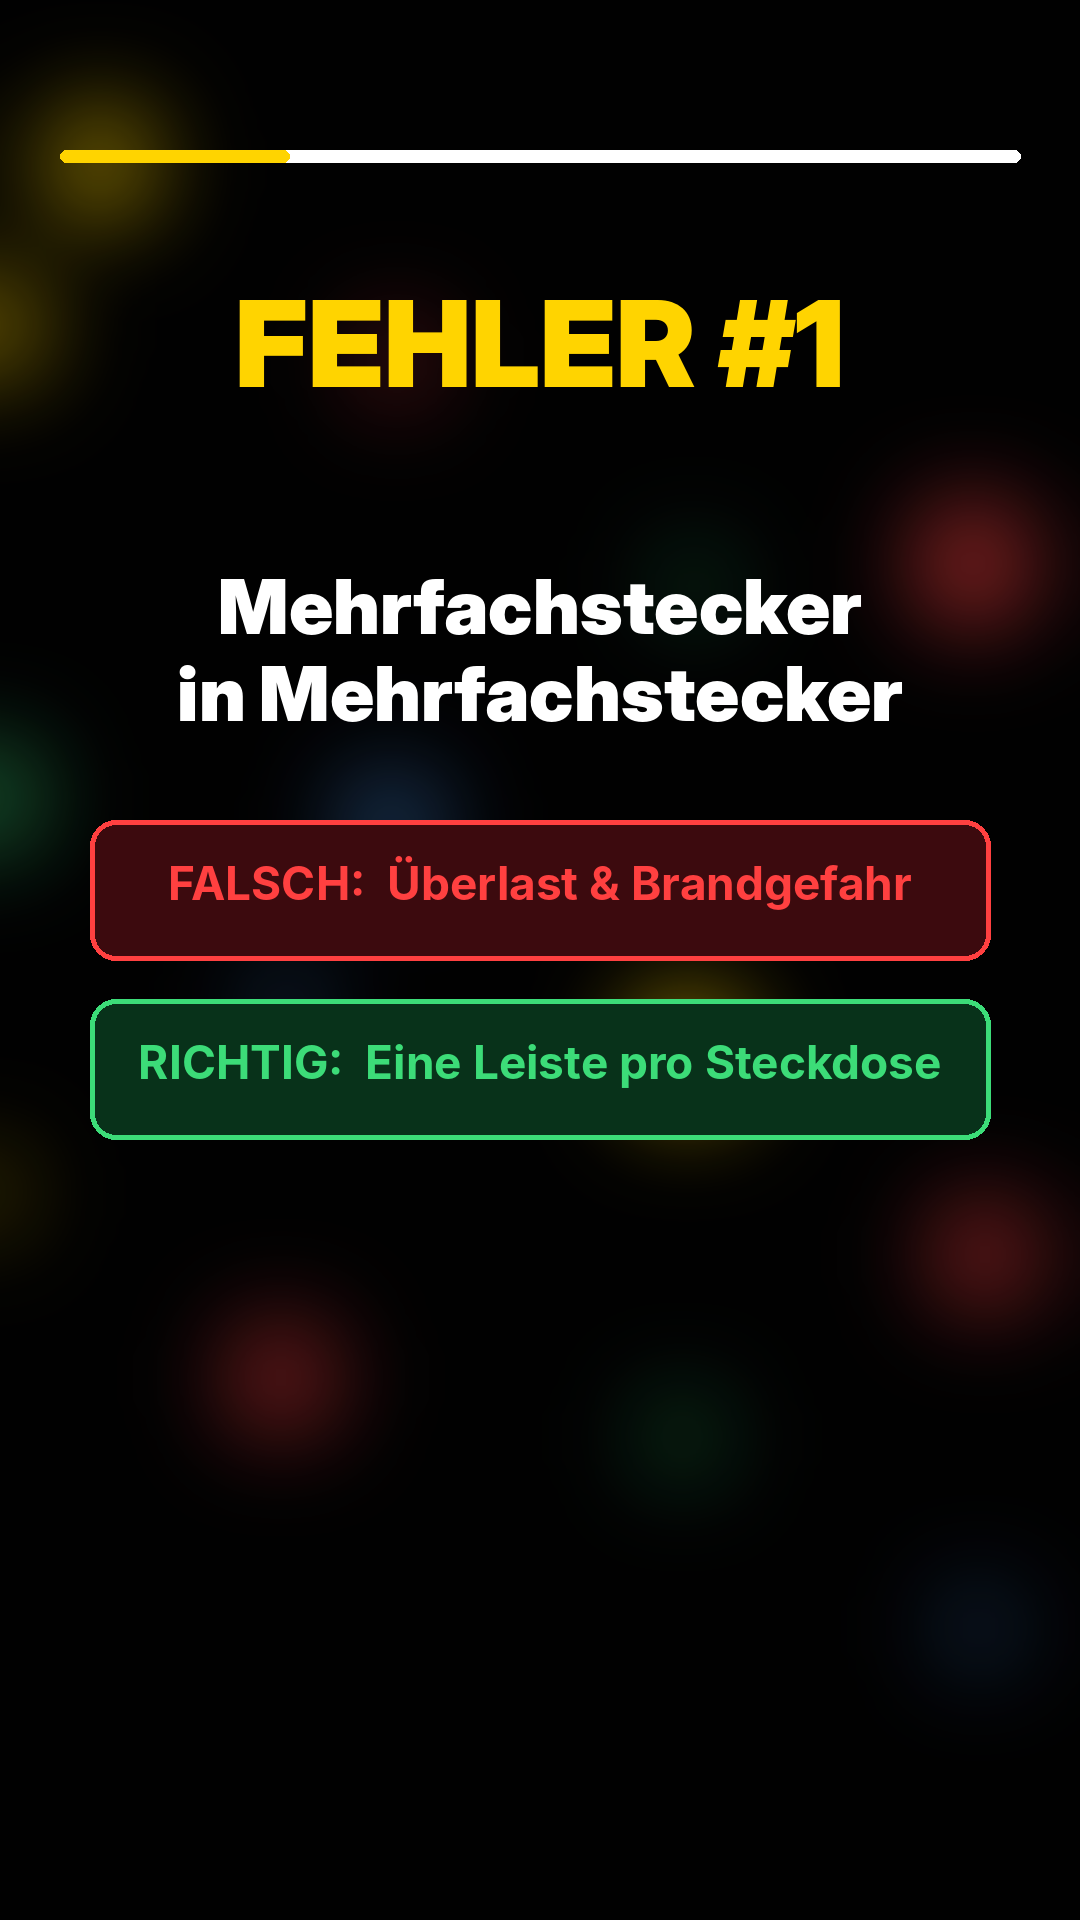 FEHLER #1
Mehrfachstecker
in Mehrfachstecker
FALSCH: Überlast & Brandgefahr
RICHTIG: Eine Leiste pro Steckdose